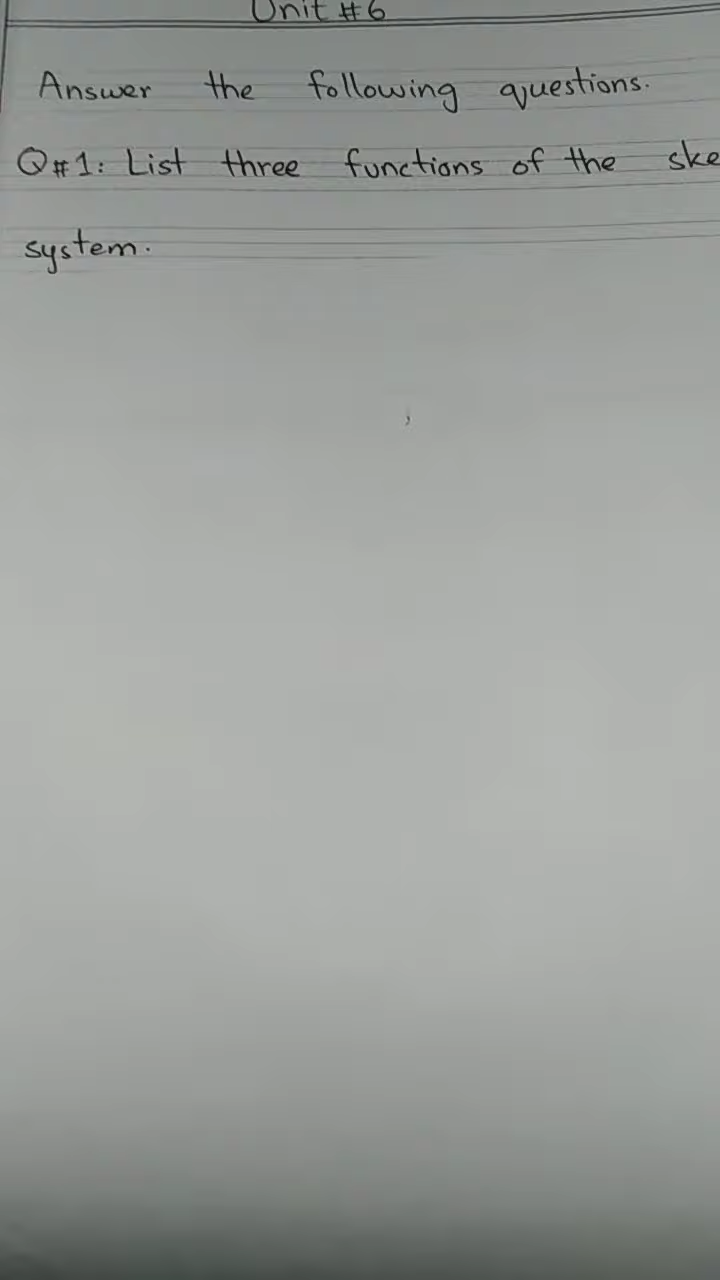 Unit #6
Answer the following questions.
Q#1: List three functions of the ske
system.